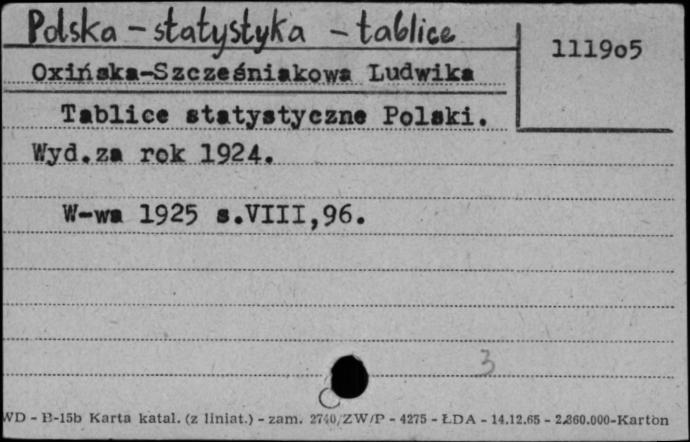 Polska - statystyka - tablice
111905
Oxińska-Szcześniakowa Ludwika
Tablice statystyczne Polski.
Wyd.za rok 1924.
W-wa 1925 s.VIII,96.
3
WD - B-15b Karta katal. (z liniat.) - zam. 2740/ZW/P - 4275 - ŁDA - 14.12.65 - 2.360.000-Karton